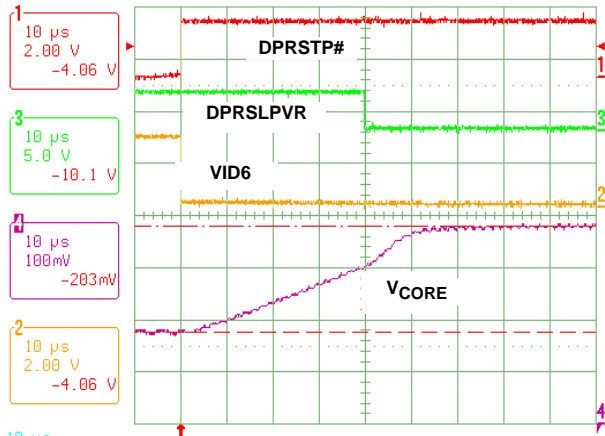 1
10 µs
2.00 V
-4.06 V
DPRSTP#
1
3
10 µs
5.0 V
-10.1 V
DPRSLPVR
3
VID6
2
4
10 µs
100mV
-203mV
VCORE
2
10 µs
2.00 V
-4.06 V
4